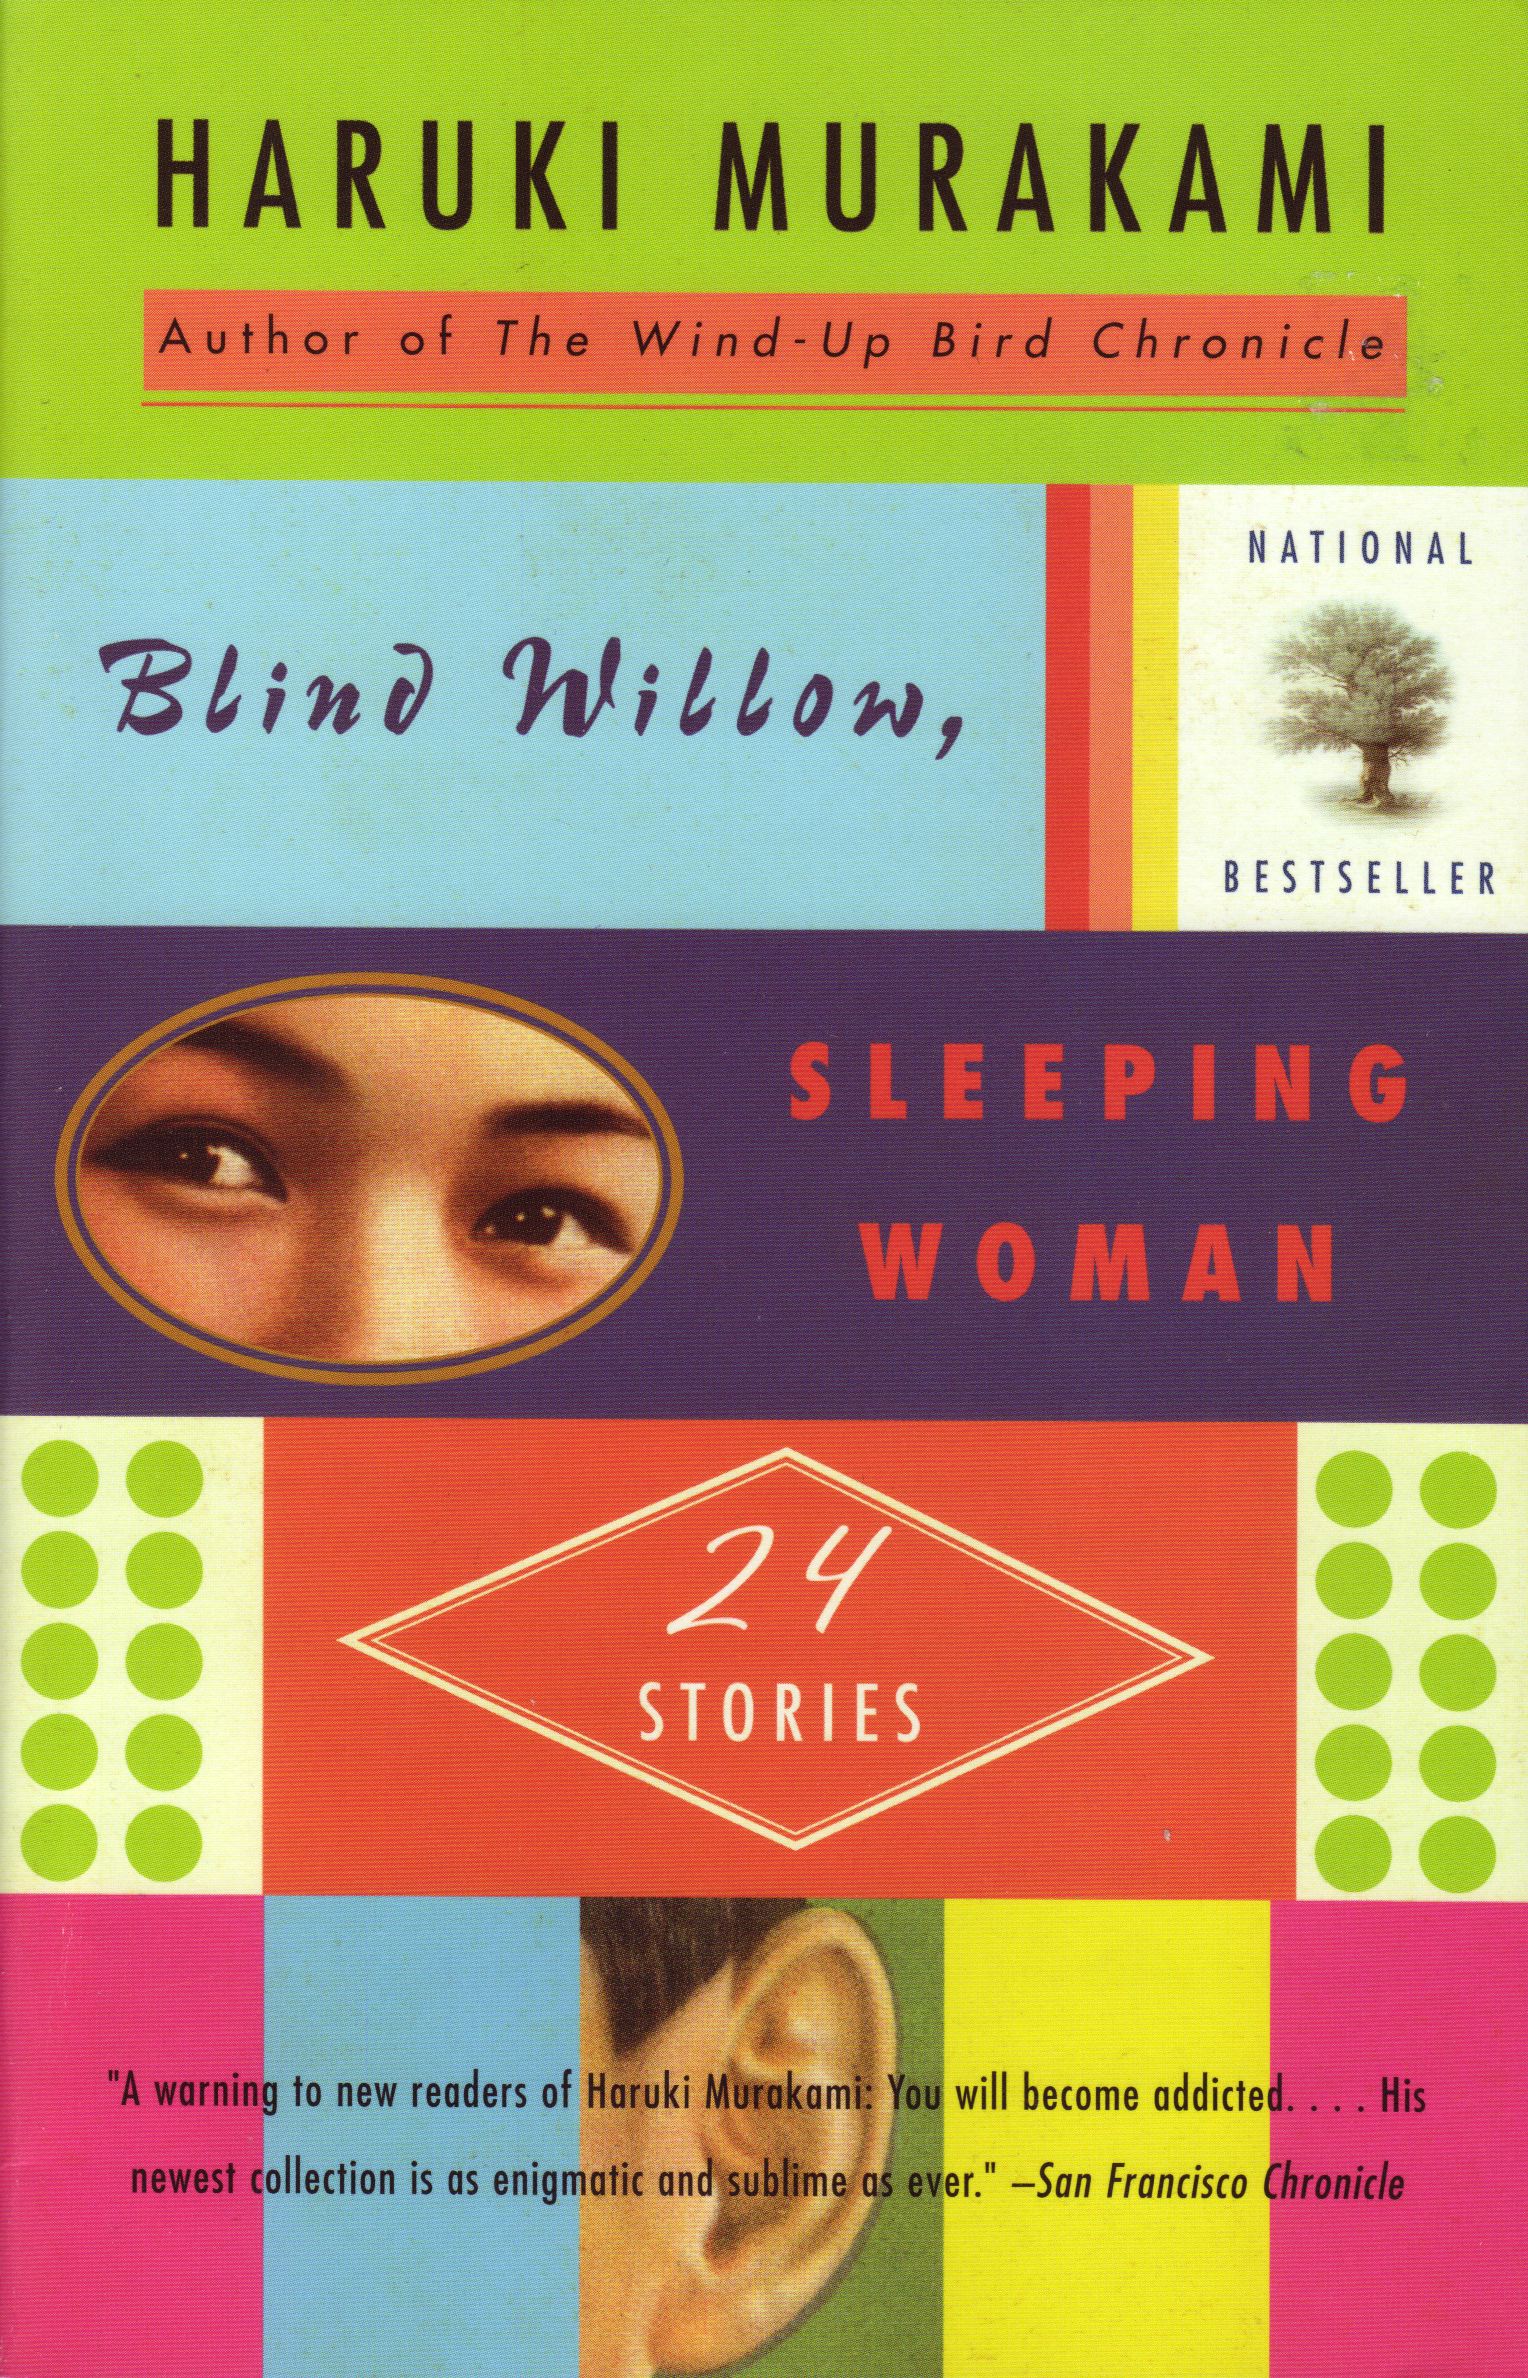 HARUKI MURAKAMI
Author of The Wind-Up Bird Chronicle
Blind Willow,
NATIONAL
BESTSELLER
SLEEPING
WOMAN
24
STORIES
"A warning to new readers of Haruki Murakami: You will become addicted. . . . His
newest collection is as enigmatic and sublime as ever." —San Francisco Chronicle